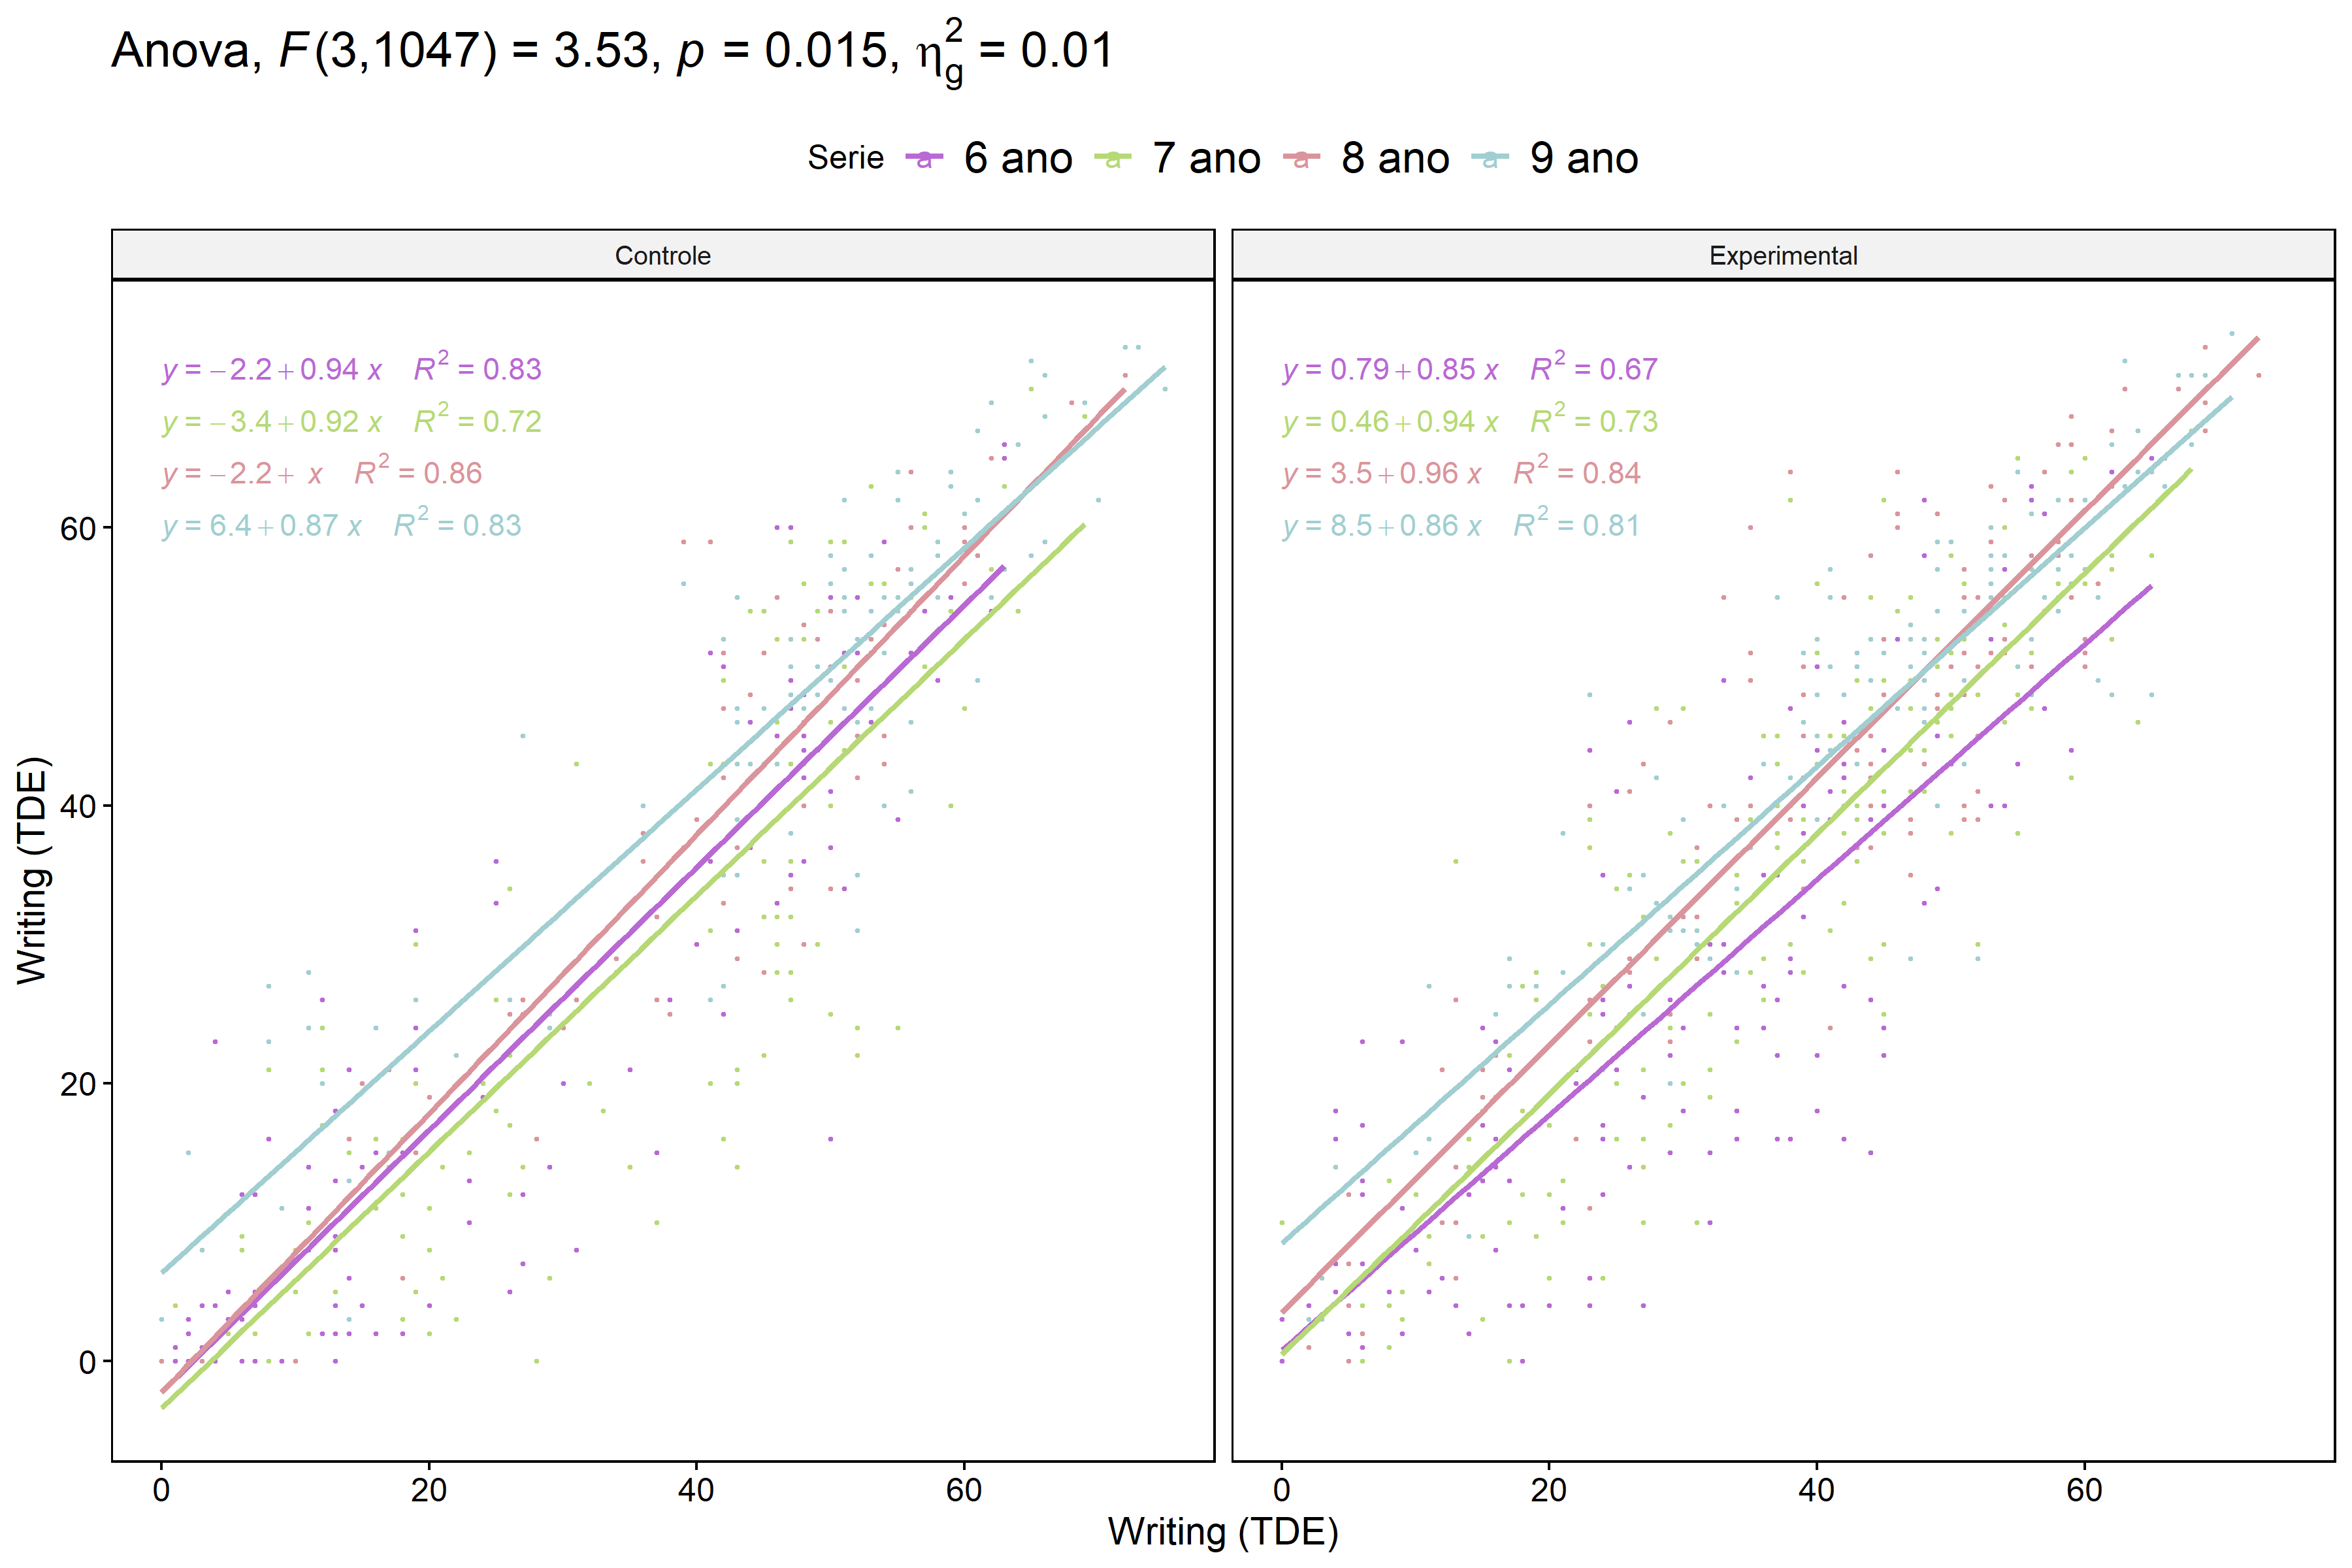 Anova, F(3,1047) = 3.53, p = 0.015, η²g = 0.01
Serie a 6 ano a 7 ano a 8 ano a 9 ano
Controle
y = −2.2 + 0.94 x R² = 0.83
y = −3.4 + 0.92 x R² = 0.72
y = −2.2 + x R² = 0.86
y = 6.4 + 0.87 x R² = 0.83
Experimental
y = 0.79 + 0.85 x R² = 0.67
y = 0.46 + 0.94 x R² = 0.73
y = 3.5 + 0.96 x R² = 0.84
y = 8.5 + 0.86 x R² = 0.81
Writing (TDE)
60
40
20
0
0 20 40 60
0 20 40 60
Writing (TDE)